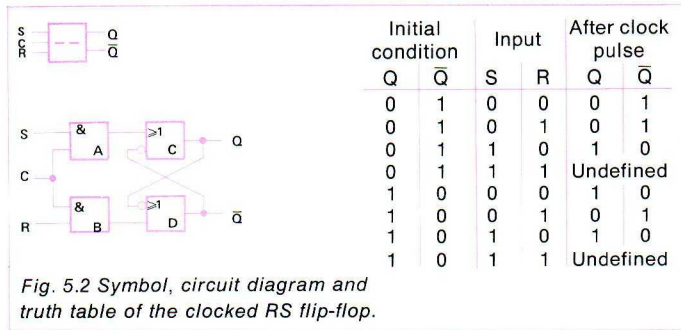 S
C
R
Q
Q̅
S
&
A
≥1
C
Q
C
&
B
≥1
D
Q̅
R
Initial condition Input After clock pulse
Q Q̅ S R Q Q̅
0 1 0 0 0 1
0 1 0 1 0 1
0 1 1 0 1 0
0 1 1 1 Undefined
1 0 0 0 1 0
1 0 0 1 0 1
1 0 1 0 1 0
1 0 1 1 Undefined
Fig. 5.2 Symbol, circuit diagram and
truth table of the clocked RS flip-flop.